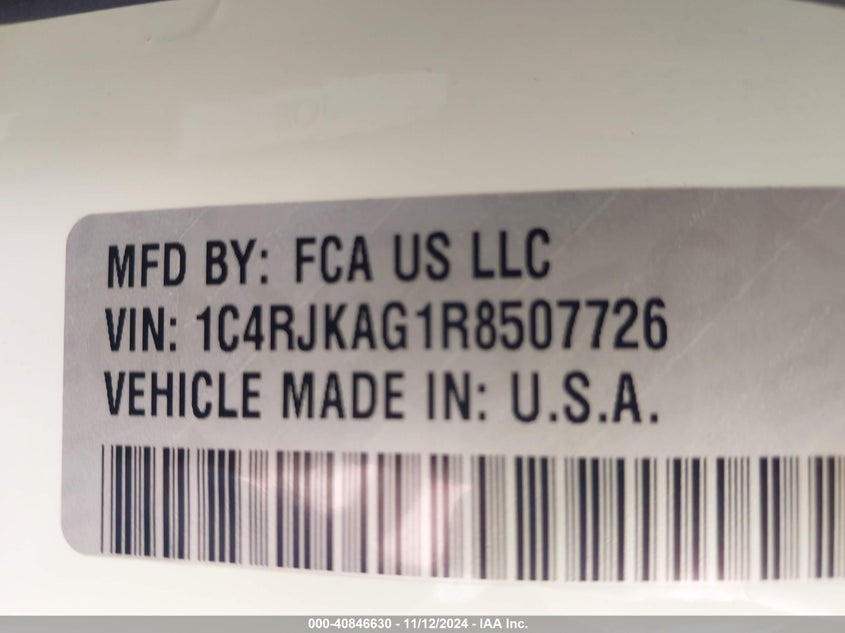 MFD BY: FCA US LLC
VIN: 1C4RJKAG1R8507726
VEHICLE MADE IN: U.S.A.
000-40846630 - 11/12/2024 - IAA Inc.